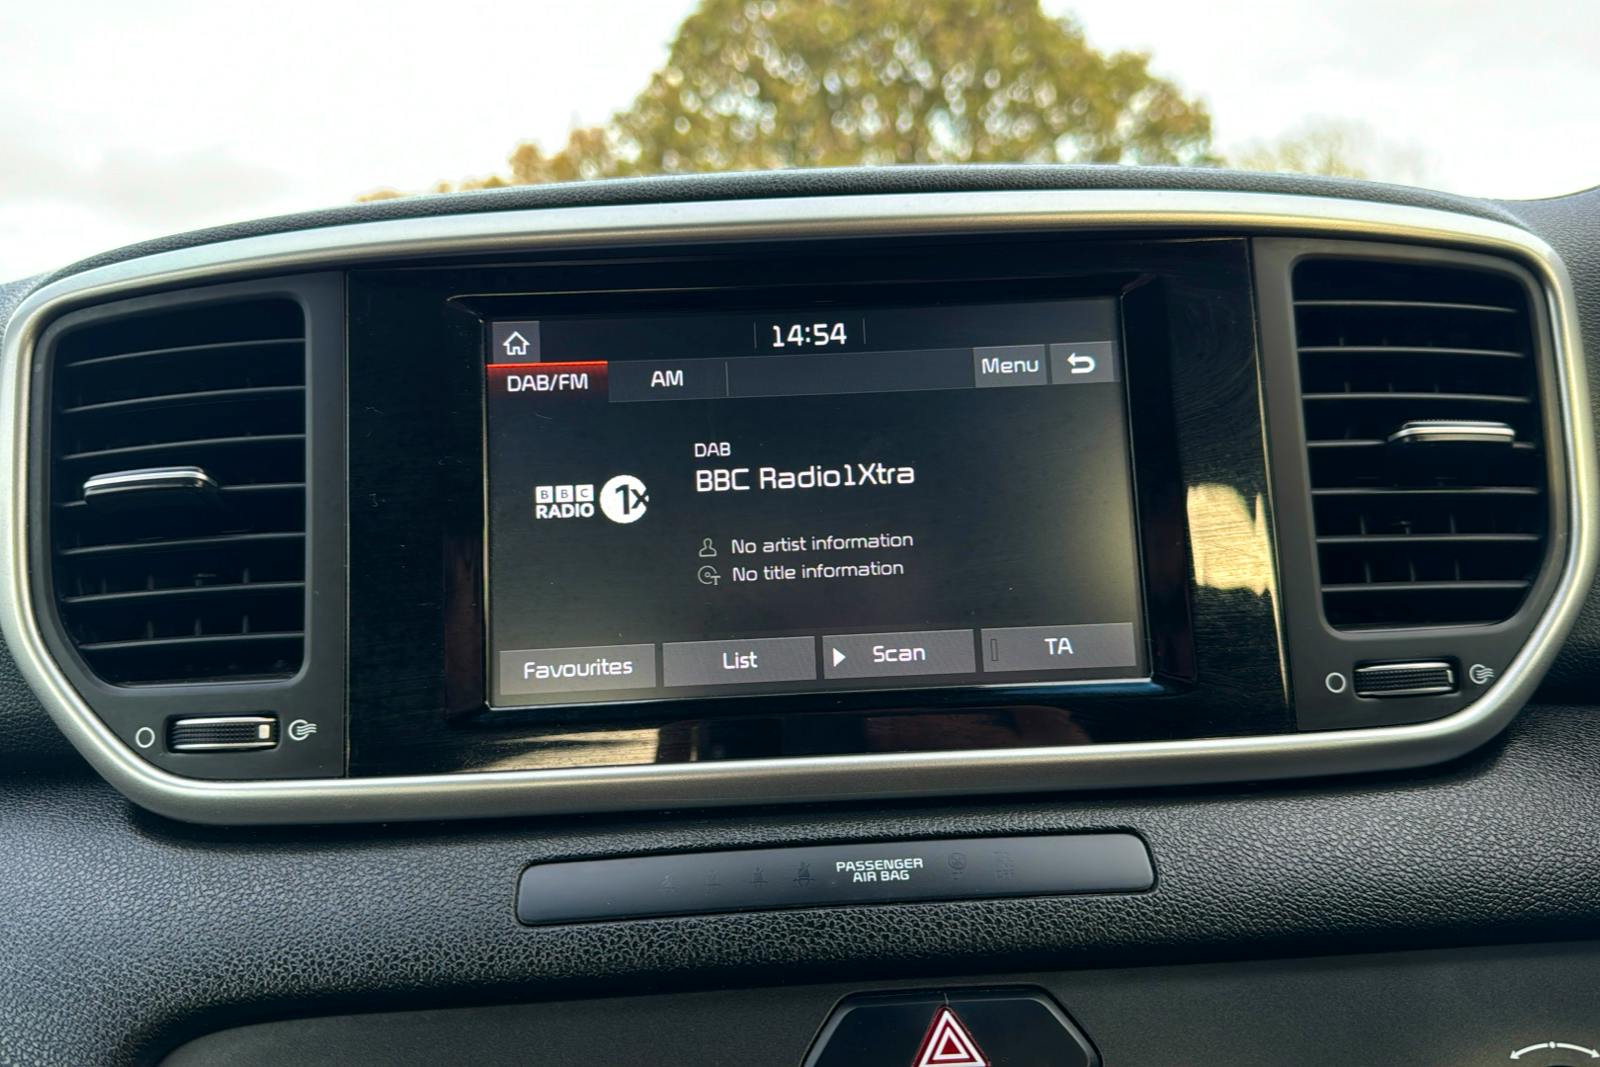 14:54
DAB/FM AM Menu
DAB
BBC Radio1Xtra
BBC
RADIO 1X
No artist information
No title information
Favourites List Scan TA
PASSENGER
AIR BAG